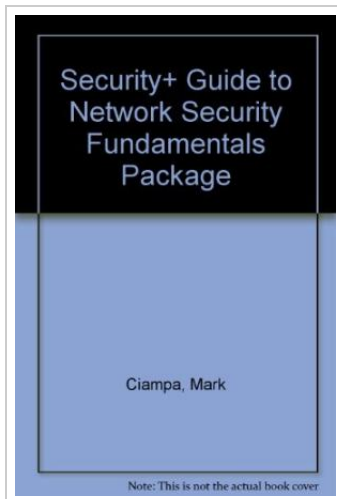 Security+ Guide to
Network Security
Fundamentals
Package
Ciampa, Mark
Note: This is not the actual book cover